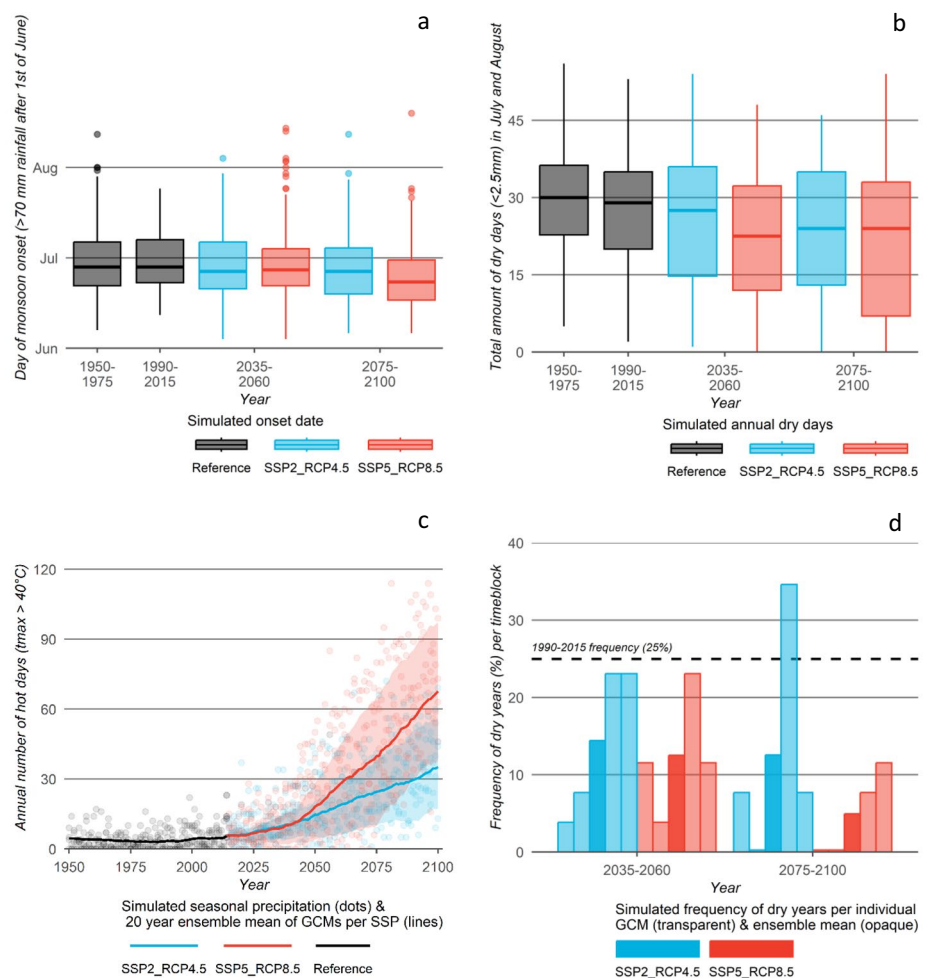 a
Day of monsoon onset (>70 mm rainfall after 1st of June)
Aug
Jul
Jun
1950-
1975
1990-
2015
2035-
2060
2075-
2100
Year
Simulated onset date
Reference
SSP2_RCP4.5
SSP5_RCP8.5
b
Total amount of dry days (<2.5mm) in July and August
45
30
15
0
1950-
1975
1990-
2015
2035-
2060
2075-
2100
Year
Simulated annual dry days
Reference
SSP2_RCP4.5
SSP5_RCP8.5
c
Annual number of hot days (tmax > 40°C)
120
90
60
30
0
1950
1975
2000
2025
2050
2075
2100
Year
Simulated seasonal precipitation (dots) &
20 year ensemble mean of GCMs per SSP (lines)
SSP2_RCP4.5
SSP5_RCP8.5
Reference
d
Frequency of dry years (%) per timeblock
40
30
20
10
0
1990-2015 frequency (25%)
2035-2060
2075-2100
Year
Simulated frequency of dry years per individual
GCM (transparent) & ensemble mean (opaque)
SSP2_RCP4.5
SSP5_RCP8.5